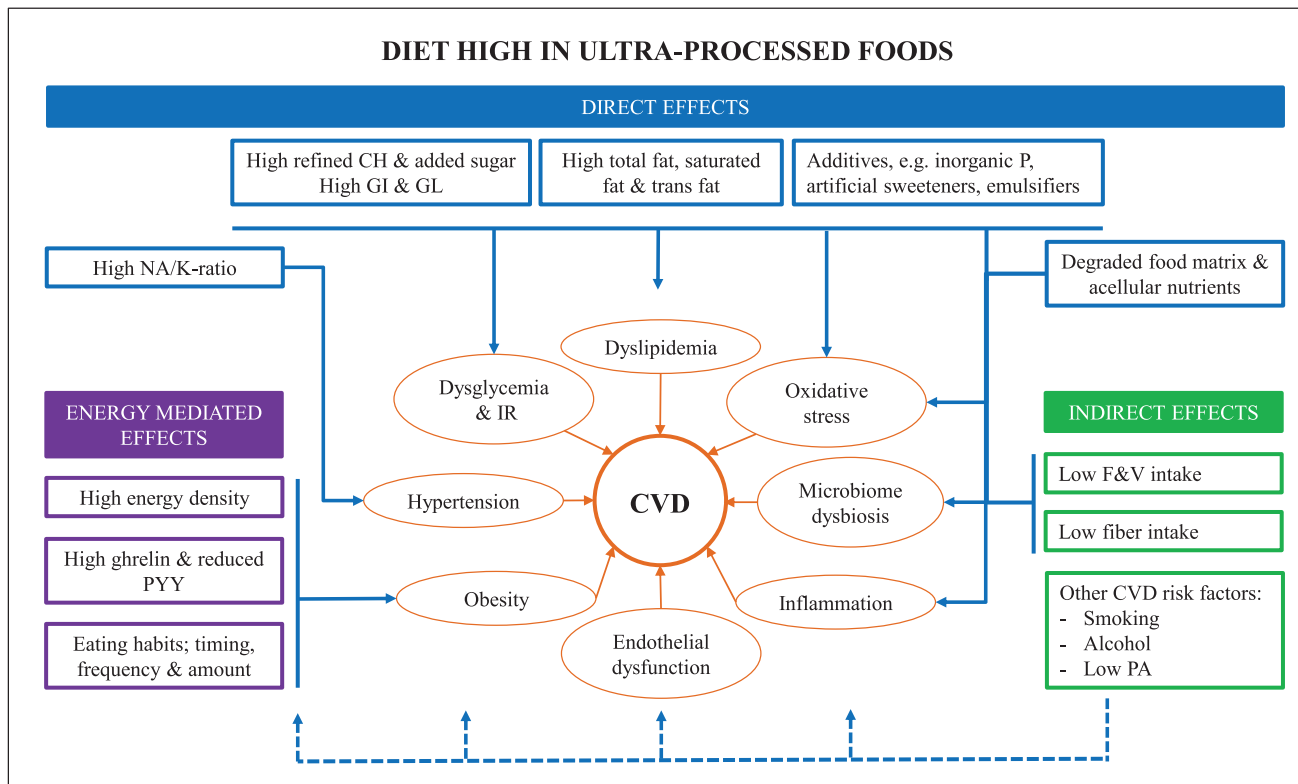 DIET HIGH IN ULTRA-PROCESSED FOODS
DIRECT EFFECTS
High refined CH & added sugar
High GI & GL
High total fat, saturated
fat & trans fat
Additives, e.g. inorganic P,
artificial sweeteners, emulsifiers
High NA/K-ratio
Degraded food matrix &
acellular nutrients
Dyslipidemia
Dysglycemia
& IR
Oxidative
stress
ENERGY MEDIATED
EFFECTS
INDIRECT EFFECTS
High energy density
Hypertension
CVD
Microbiome
dysbiosis
Low F&V intake
Low fiber intake
High ghrelin & reduced
PYY
Obesity
Inflammation
Endothelial
dysfunction
Eating habits; timing,
frequency & amount
Other CVD risk factors:
- Smoking
- Alcohol
- Low PA